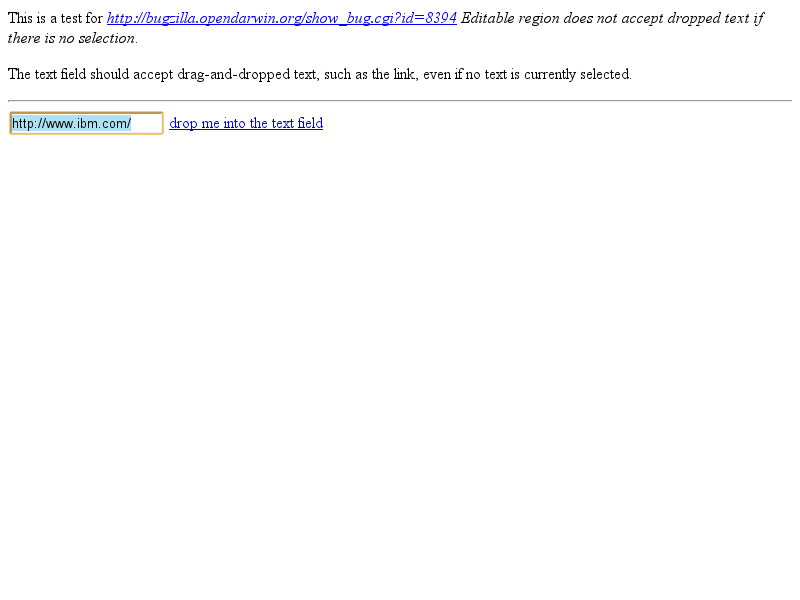 This is a test for http://bugzilla.opendarwin.org/show_bug.cgi?id=8394 Editable region does not accept dropped text if
there is no selection.
The text field should accept drag-and-dropped text, such as the link, even if no text is currently selected.
http://www.ibm.com/ drop me into the text field